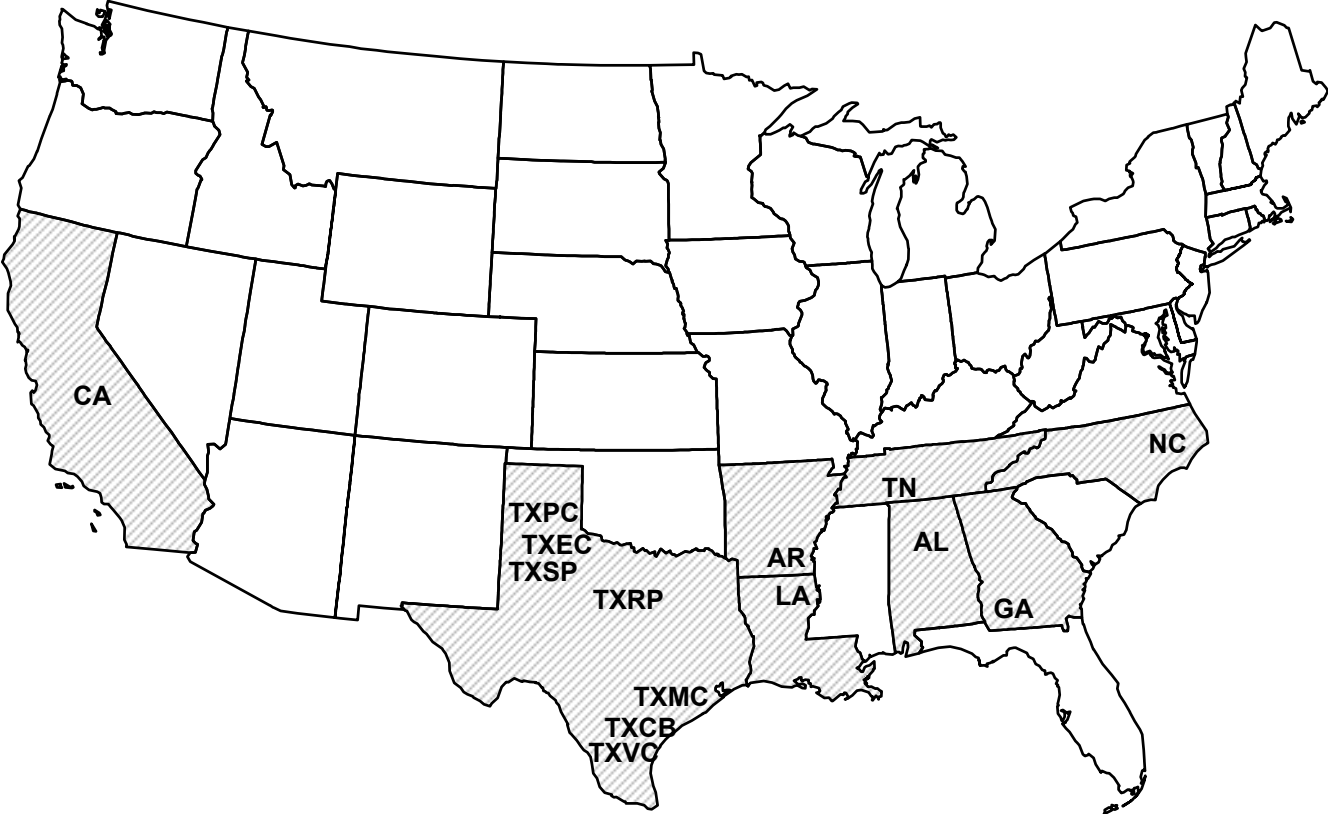 CA
NC
TN
TXPC
AL
TXEC
AR
TXSP
LA
TXRP
GA
TXMC
TXCB
TXVC